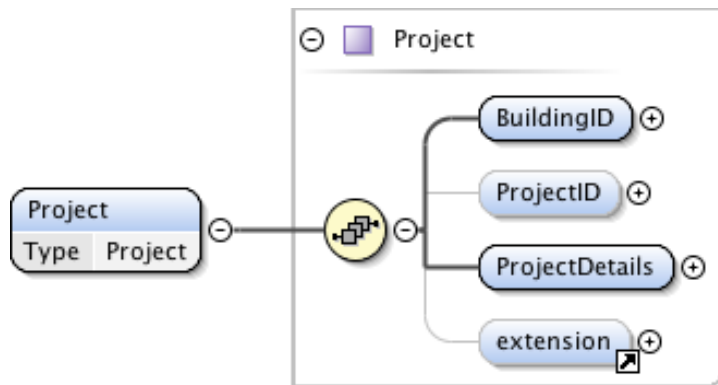 Project
BuildingID
ProjectID
Project
Type Project
ProjectDetails
extension